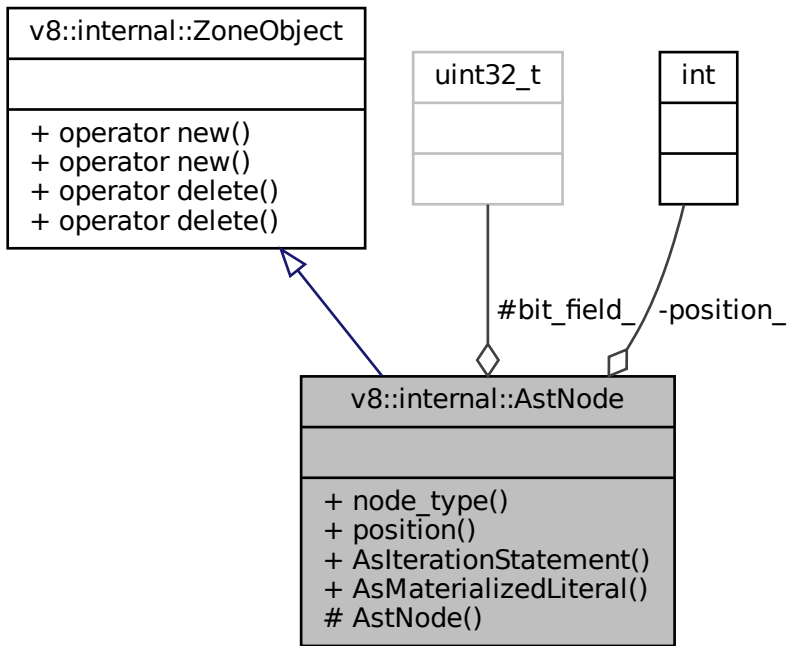 v8::internal::ZoneObject
+ operator new()
+ operator new()
+ operator delete()
+ operator delete()
uint32_t
int
#bit_field_
-position_
v8::internal::AstNode
+ node_type()
+ position()
+ AsIterationStatement()
+ AsMaterializedLiteral()
# AstNode()